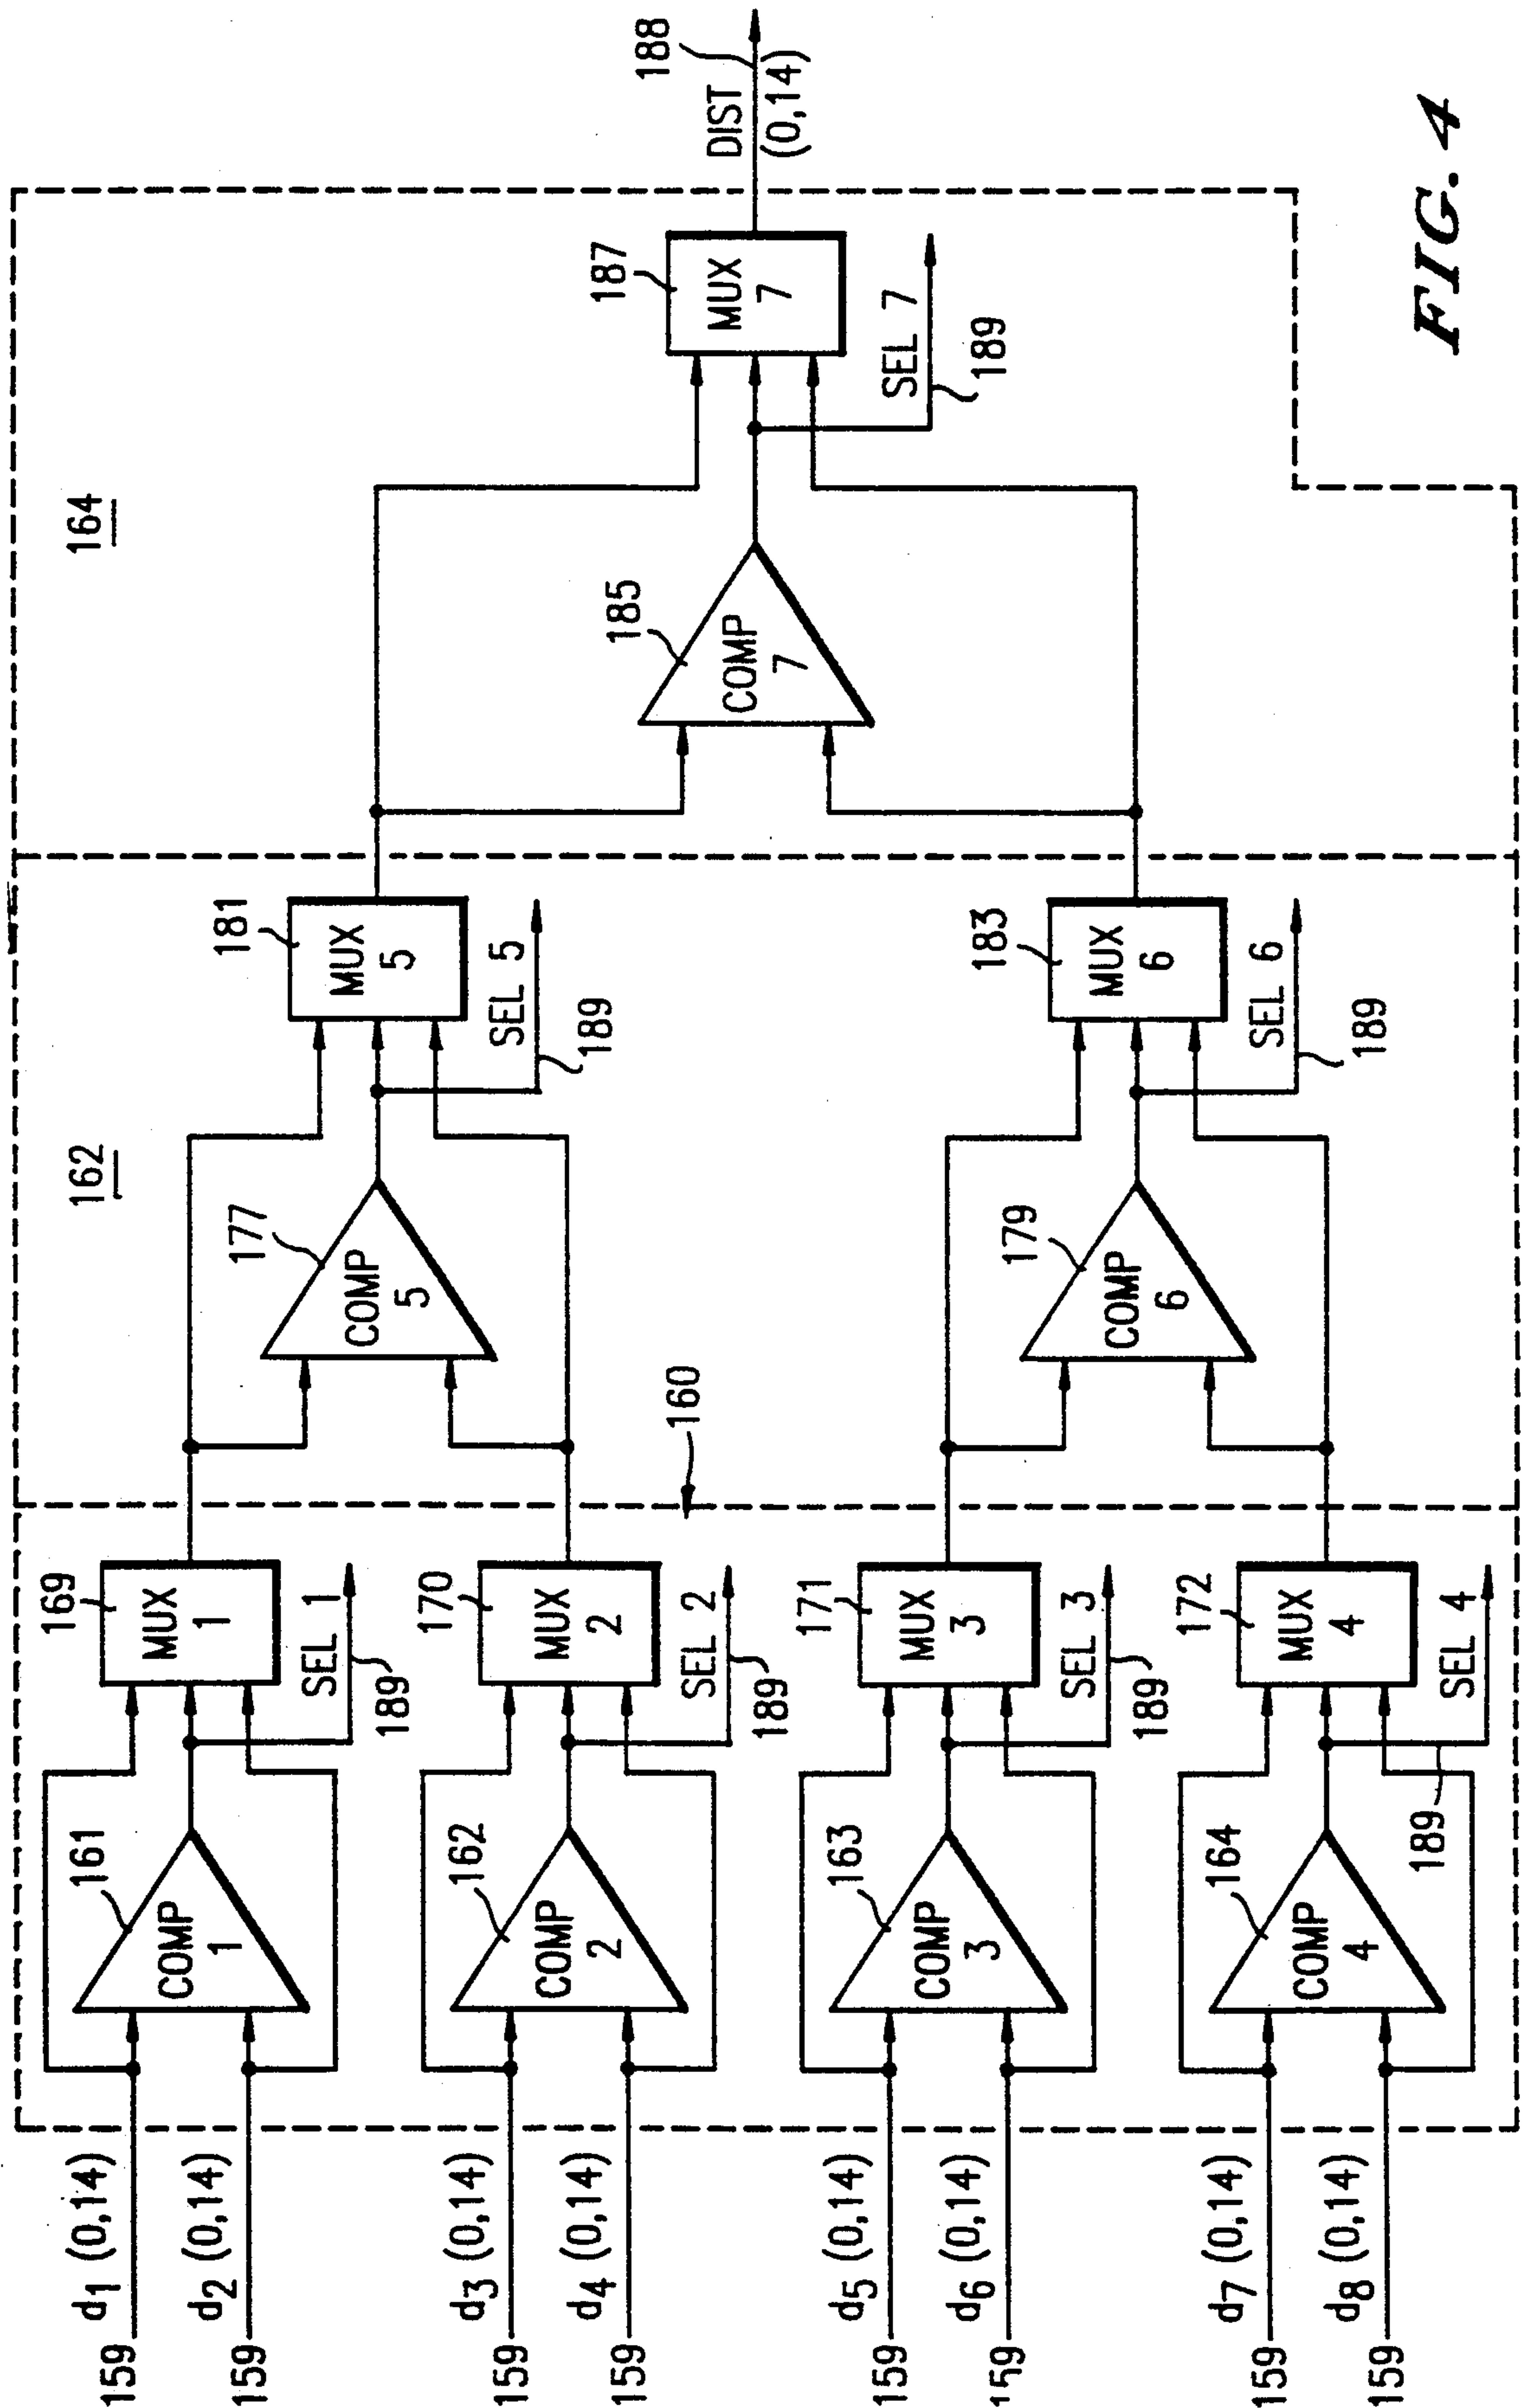 159 d1 (0,14)
159 d2 (0,14)
159 d3 (0,14)
159 d4 (0,14)
159 d5 (0,14)
159 d6 (0,14)
159 d7 (0,14)
159 d8 (0,14)
161
COMP
1
169
MUX
1
SEL 1
189
162
COMP
2
170
MUX
2
SEL 2
189
163
COMP
3
171
MUX
3
SEL 3
189
164
COMP
4
172
MUX
4
SEL 4
189
160
162
177
COMP
5
181
MUX
5
SEL 5
189
179
COMP
6
183
MUX
6
SEL 6
189
164
185
COMP
7
187
MUX
7
SEL 7
189
DIST
(0,14)
188
FIG. 4